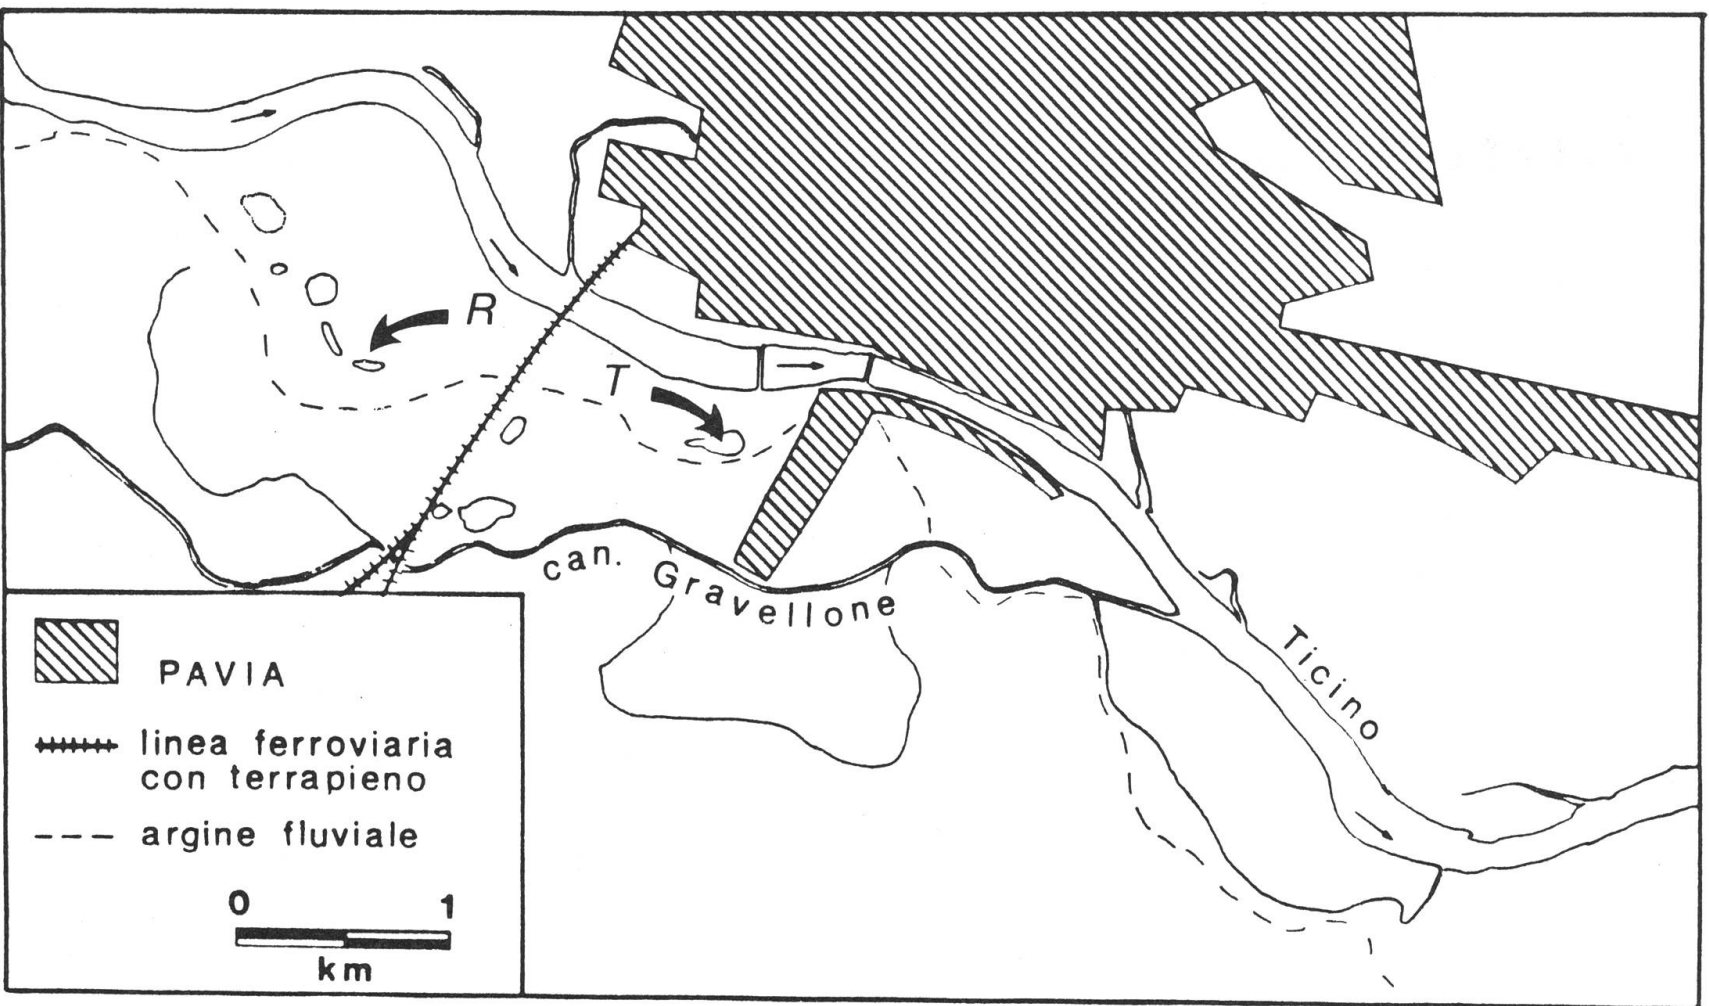 R
T
can. Gravellone
Ticino
PAVIA
linea ferroviaria
con terrapieno
argine fluviale
0 1
km